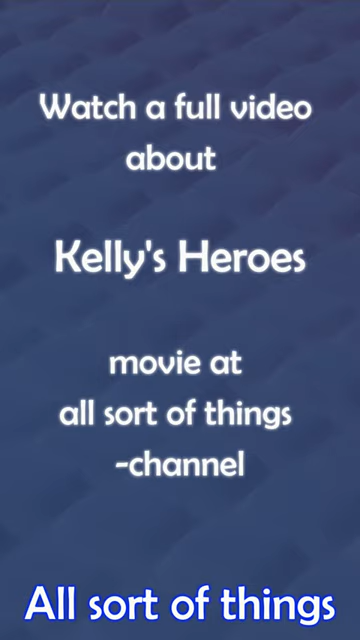 Watch a full video
about
Kelly's Heroes
movie at
all sort of things
-channel
All sort of things